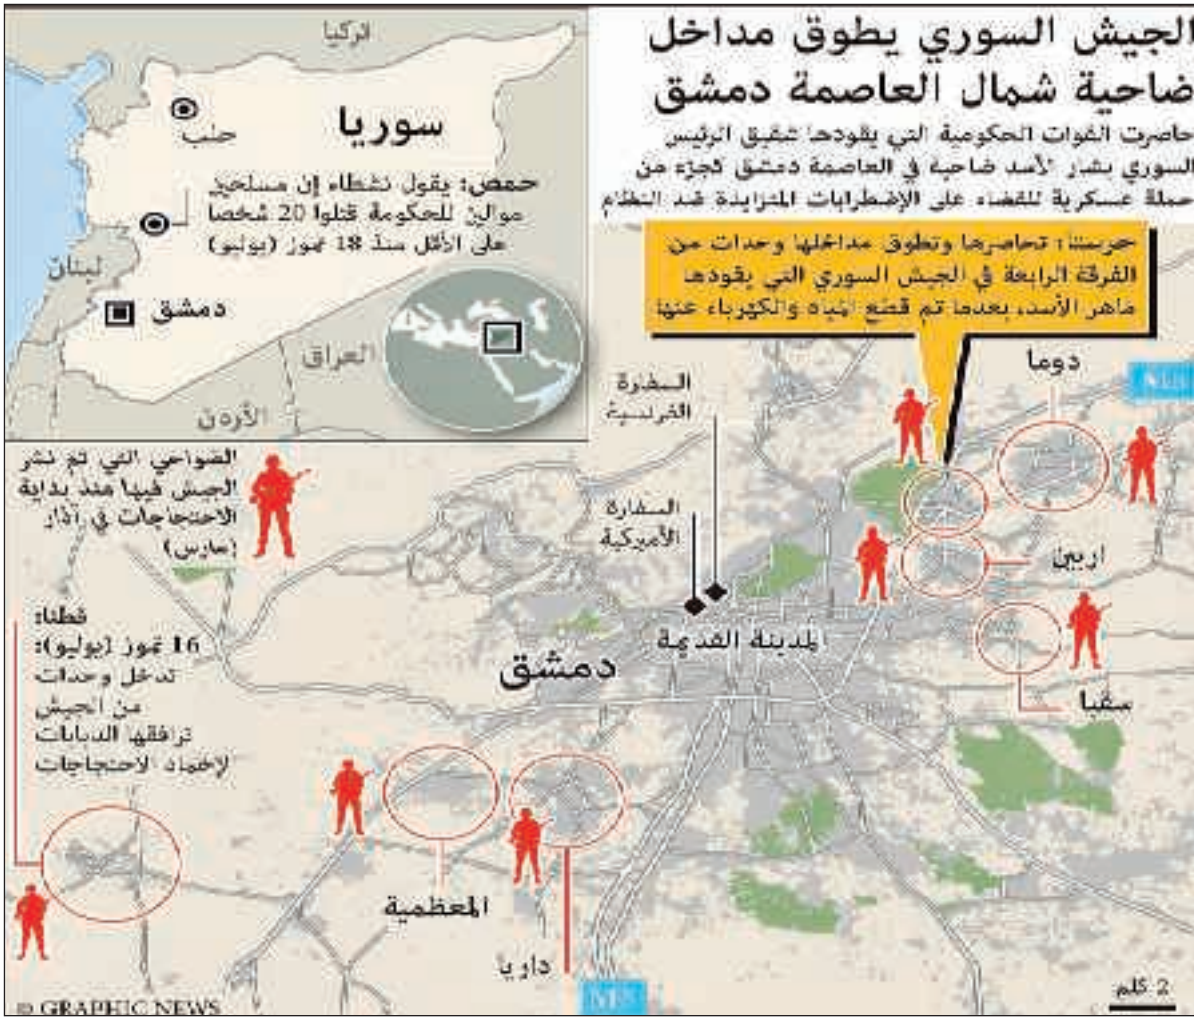 الجيش السوري يطوق مداخل
ضاحية شمال العاصمة دمشق
حاصرت القوات الحكومية التي يقودها شقيق الرئيس
السوري بشار الأسد ضاحية في العاصمة دمشق كجزء من
حملة عسكرية للقضاء على الإضطرابات المتزايدة ضد النظام
حرستا: تحاصرها وتطوق مداخلها وحدات من
الفرقة الرابعة في الجيش السوري التي يقودها
ماهر الأسد، بعدما تم قطع المياه والكهرباء عنها
تركيا
سوريا
حلب
حمص: يقول نشطاء إن مسلحين
موالين للحكومة قتلوا 20 شخصا
على الأقل منذ 18 تموز (يوليو)
لبنان
دمشق
العراق
الأردن
دوما
السفارة
الفرنسية
السفارة
الأميركية
الضواحي التي تم نشر
الجيش فيها منذ بداية
الاحتجاجات في آذار
(مارس)
اربين
المدينة القديمة
دمشق
سقبا
قطنا:
16 تموز (يوليو):
تدخل وحدات
من الجيش
ترافقها الدبابات
لإخماد الاحتجاجات
المعظمية
داريا
2 كلم
© GRAPHIC NEWS